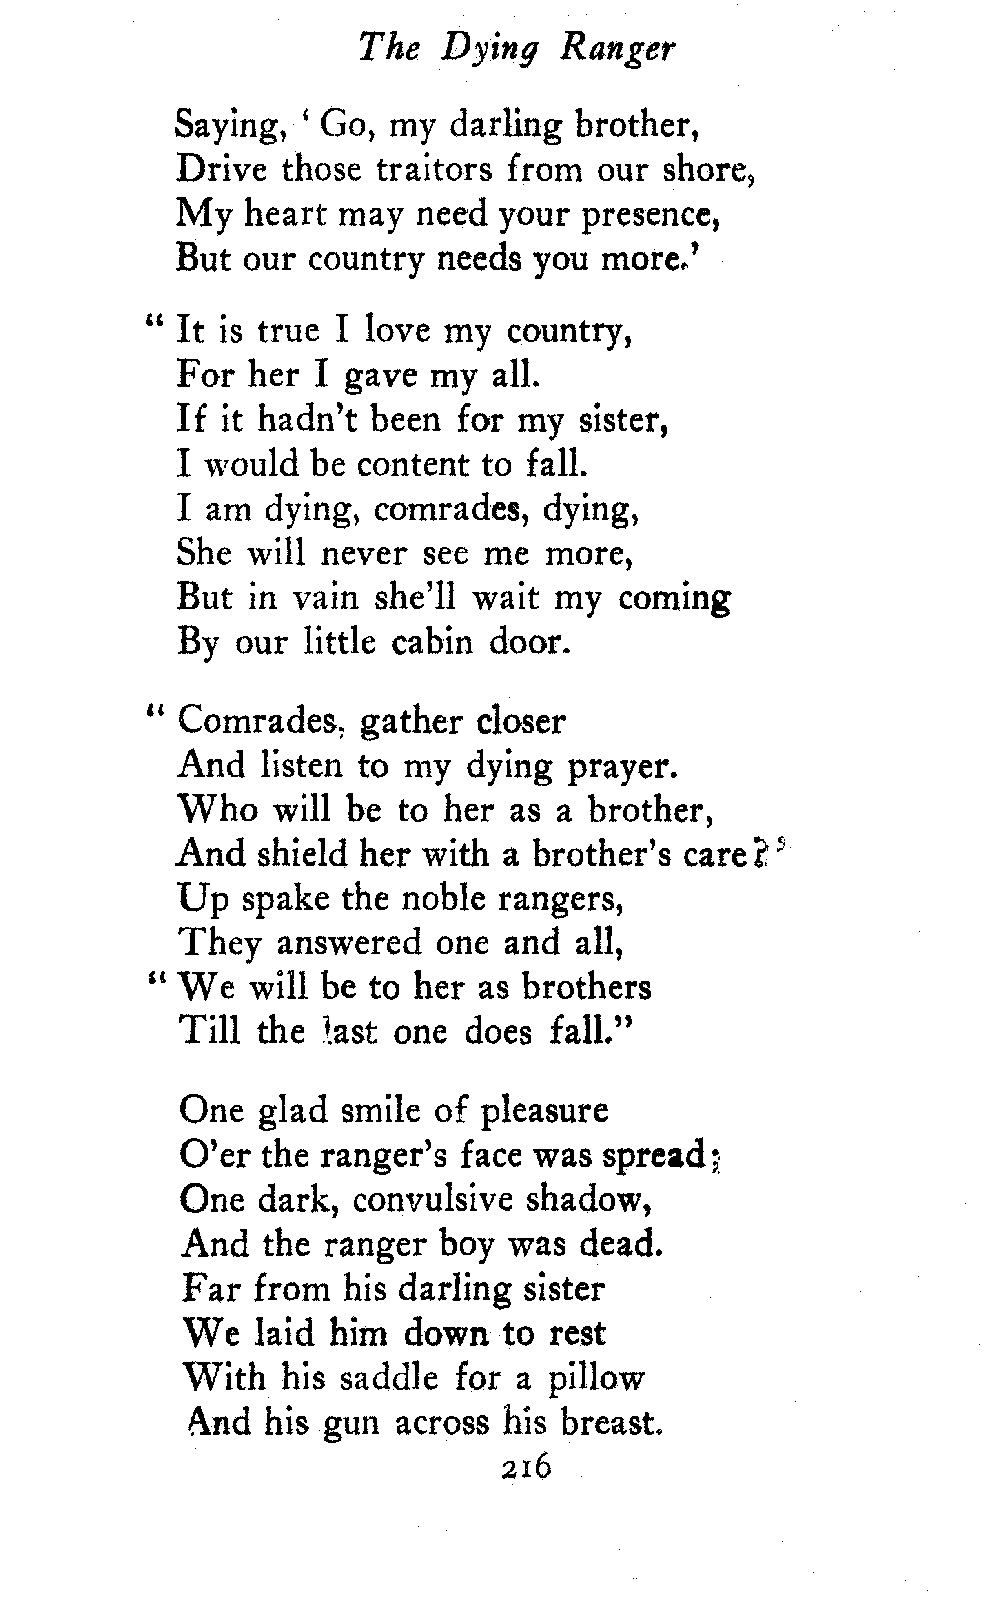 The Dying Ranger
Saying, ‘ Go, my darling brother,
Drive those traitors from our shore,
My heart may need your presence,
But our country needs you more.’
“ It is true I love my country,
For her I gave my all.
If it hadn’t been for my sister,
I would be content to fall.
I am dying, comrades, dying,
She will never see me more,
But in vain she’ll wait my coming
By our little cabin door.
“ Comrades, gather closer
And listen to my dying prayer.
Who will be to her as a brother,
And shield her with a brother’s care?’
Up spake the noble rangers,
They answered one and all,
“ We will be to her as brothers
Till the last one does fall.”
One glad smile of pleasure
O’er the ranger’s face was spread;
One dark, convulsive shadow,
And the ranger boy was dead.
Far from his darling sister
We laid him down to rest
With his saddle for a pillow
And his gun across his breast.
216